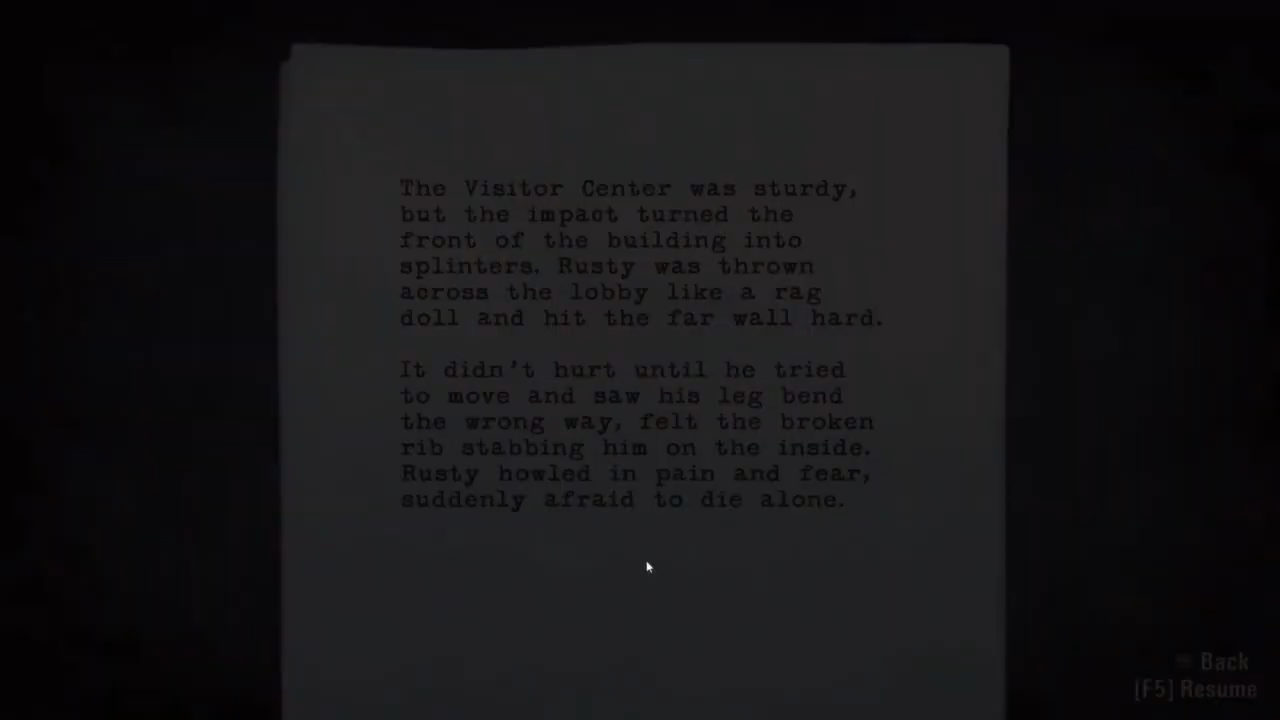 The Visitor Center was sturdy,
but the impact turned the
front of the building into
splinters. Rusty was thrown
across the lobby like a rag
doll and hit the far wall hard.
It didn't hurt until he tried
to move and saw his leg bend
the wrong way, felt the broken
rib stabbing him on the inside.
Rusty howled in pain and fear,
suddenly afraid to die alone.
Back
[F5] Resume